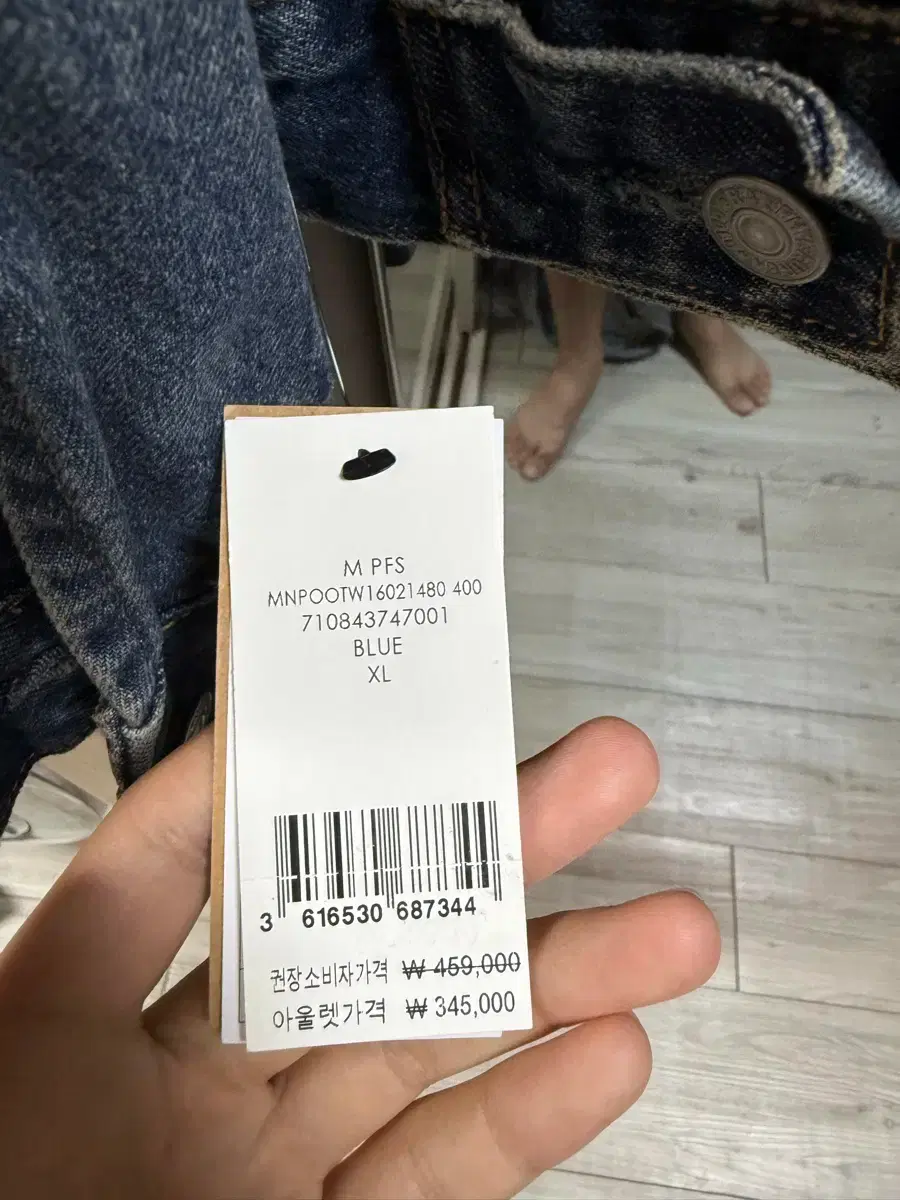 M PFS
MNPOOTW16021480 400
710843747001
BLUE
XL
3 616530 687344
권장소비자가격 ₩ 459,000
아울렛가격 ₩ 345,000